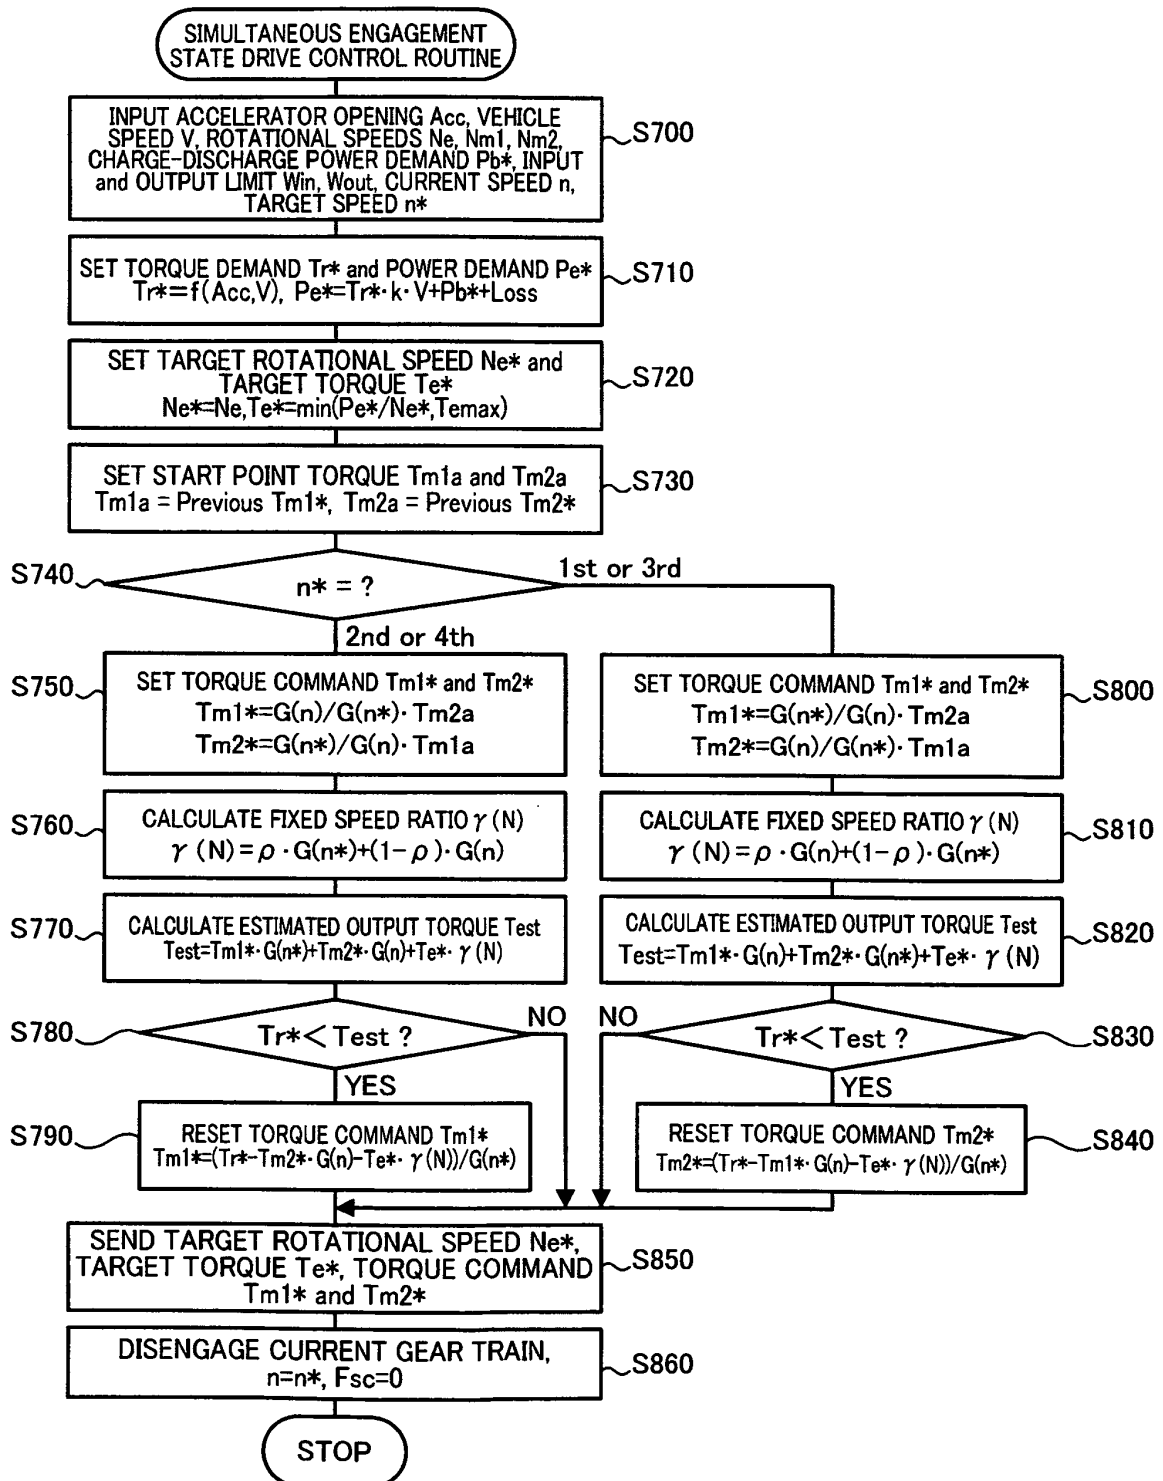 SIMULTANEOUS ENGAGEMENT
STATE DRIVE CONTROL ROUTINE
INPUT ACCELERATOR OPENING Acc, VEHICLE
SPEED V, ROTATIONAL SPEEDS Ne, Nm1, Nm2,
CHARGE-DISCHARGE POWER DEMAND Pb*, INPUT
and OUTPUT LIMIT Win, Wout, CURRENT SPEED n,
TARGET SPEED n*
S700
SET TORQUE DEMAND Tr* and POWER DEMAND Pe*
Tr*=f(Acc,V), Pe*=Tr*·k·V+Pb*+Loss
S710
SET TARGET ROTATIONAL SPEED Ne* and
TARGET TORQUE Te*
Ne*=Ne,Te*=min(Pe*/Ne*,Temax)
S720
SET START POINT TORQUE Tm1a and Tm2a
Tm1a = Previous Tm1*, Tm2a = Previous Tm2*
S730
S740
n* = ?
1st or 3rd
2nd or 4th
S750
SET TORQUE COMMAND Tm1* and Tm2*
Tm1*=G(n)/G(n*)·Tm2a
Tm2*=G(n*)/G(n)·Tm1a
SET TORQUE COMMAND Tm1* and Tm2*
Tm1*=G(n*)/G(n)·Tm2a
Tm2*=G(n)/G(n*)·Tm1a
S800
S760
CALCULATE FIXED SPEED RATIO γ(N)
γ(N)=ρ·G(n*)+(1-ρ)·G(n)
CALCULATE FIXED SPEED RATIO γ(N)
γ(N)=ρ·G(n)+(1-ρ)·G(n*)
S810
S770
CALCULATE ESTIMATED OUTPUT TORQUE Test
Test=Tm1*·G(n*)+Tm2*·G(n)+Te*·γ(N)
CALCULATE ESTIMATED OUTPUT TORQUE Test
Test=Tm1*·G(n)+Tm2*·G(n*)+Te*·γ(N)
S820
S780
Tr*<Test ?
NO
NO
Tr*<Test ?
S830
YES
YES
S790
RESET TORQUE COMMAND Tm1*
Tm1*=(Tr*-Tm2*·G(n)-Te*·γ(N))/G(n*)
RESET TORQUE COMMAND Tm2*
Tm2*=(Tr*-Tm1*·G(n)-Te*·γ(N))/G(n*)
S840
SEND TARGET ROTATIONAL SPEED Ne*,
TARGET TORQUE Te*, TORQUE COMMAND
Tm1* and Tm2*
S850
DISENGAGE CURRENT GEAR TRAIN,
n=n*, Fsc=0
S860
STOP